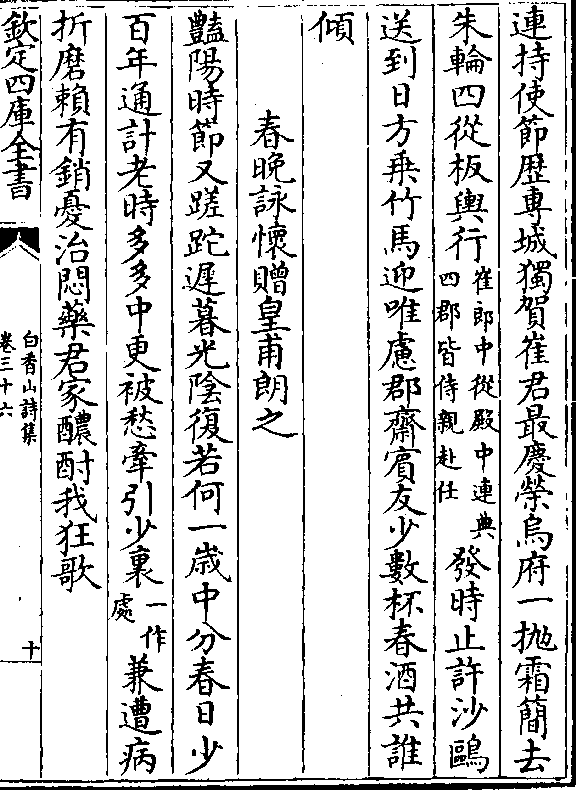 連持使節歴專城獨賀崔君最慶榮烏府一抛霜簡去
朱輪四從板輿行崔郎中從殿中連典四郡皆侍親赴任發時止許沙鷗
送到日方乗竹馬迎唯慮郡齋賓友少數杯春酒共誰
傾
春晚詠懷贈皇甫朗之
豔陽時節又蹉跎遲暮光陰復若何一歳中分春日少
百年通計老時多多中更被愁牽引少裏一作處兼遭病
折磨賴有銷憂治悶藥君家醲酎我狂歌
欽定四庫全書
白香山詩集
卷三十六
十